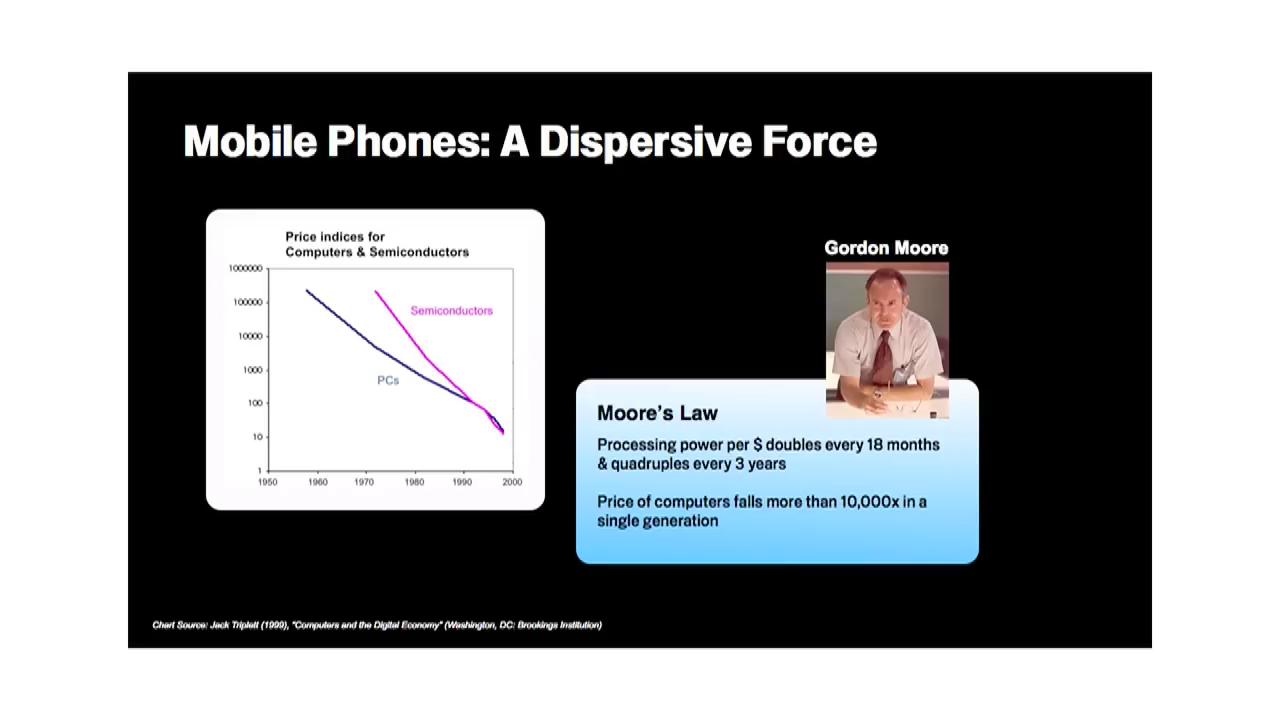 Mobile Phones: A Dispersive Force
Price indices for
Computers & Semiconductors
1000000
100000
10000
1000
100
10
1
1950
1960
1970
1980
1990
2000
Semiconductors
PCs
Gordon Moore
Moore's Law
Processing power per $ doubles every 18 months
& quadruples every 3 years
Price of computers falls more than 10,000x in a
single generation
Chart Source: Jack Triplett (1999), "Computers and the Digital Economy" (Washington, DC: Brookings Institution)